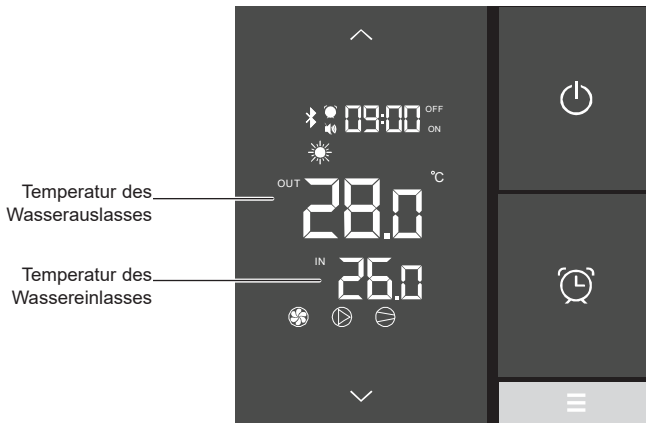 09:00
OFF
ON
OUT
28.0
°C
Temperatur des
Wasserauslasses
IN
26.0
Temperatur des
Wassereinlasses